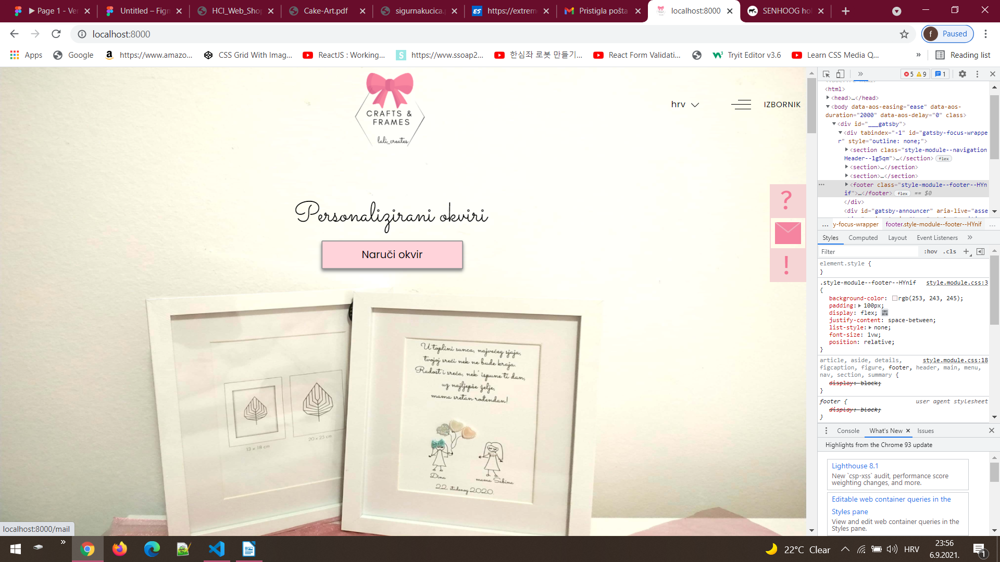 ▶ Page 1 - Ver
Untitled – Figm
HCI_Web_Shop
Cake-Art.pdf
sigurnakucica.p
https://extrem
Pristigla pošta
localhost:8000
SENHOOG hol
localhost:8000
f Paused
Apps
Google
https://www.amazo...
CSS Grid With Imag...
ReactJS : Working...
https://www.ssoap2...
한심좌 로봇 만들기...
React Form Validati...
Tryit Editor v3.6
Learn CSS Media Q...
»
Reading list
CRAFTS &
FRAMES
lali_creates
hrv
IZBORNIK
Personalizirani okviri
Naruči okvir
?
!
13 x 18 cm
20 x 25 cm
U toplini sunca, najvećeg sjaja,
tvojoj sreći nek ne bude kraja.
Radost i sreća, nek' ispune ti dan,
uz najljepše želje,
mama sretan rođendan!
Dina
mama Sabina
22. studenog 2020.
localhost:8000/mail
» 5 9 1
<html>
<head>…</head>
<body data-aos-easing="ease" data-aos-
duration="2000" data-aos-delay="0" class>
<div id="___gatsby">
<div tabindex="-1" id="gatsby-focus-wrappe
r" style="outline: none;">
<section class="style-module--navigation
Header--1g5qm">…</section> flex
<section>…</section>
<section>…</section>
<footer class="style-module--footer--HYn
if">…</footer> flex == $0
</div>
<div id="gatsby-announcer" aria-live="asse
... y-focus-wrapper footer.style-module--footer--HYnif ...
Styles Computed Layout Event Listeners »
Filter :hov .cls +
element.style {
}
.style-module--footer--HYnif style.module.css:3
{
background-color: rgb(253, 243, 245);
padding: 100px;
display: flex;
justify-content: space-between;
list-style: none;
font-size: 1vw;
position: relative;
}
article, aside, details, style.module.css:18
figcaption, figure, footer, header, main, menu,
nav, section, summary {
display: block;
}
footer { user agent stylesheet
display: block;
}
Console What's New Issues
Highlights from the Chrome 93 update
Lighthouse 8.1
New `csp-xss` audit, performance score
weighting changes, and more.
Editable web container queries in the
Styles pane
View and edit web container queries in the
Styles pane.
»
22°C Clear
HRV
23:56
6.9.2021.
1